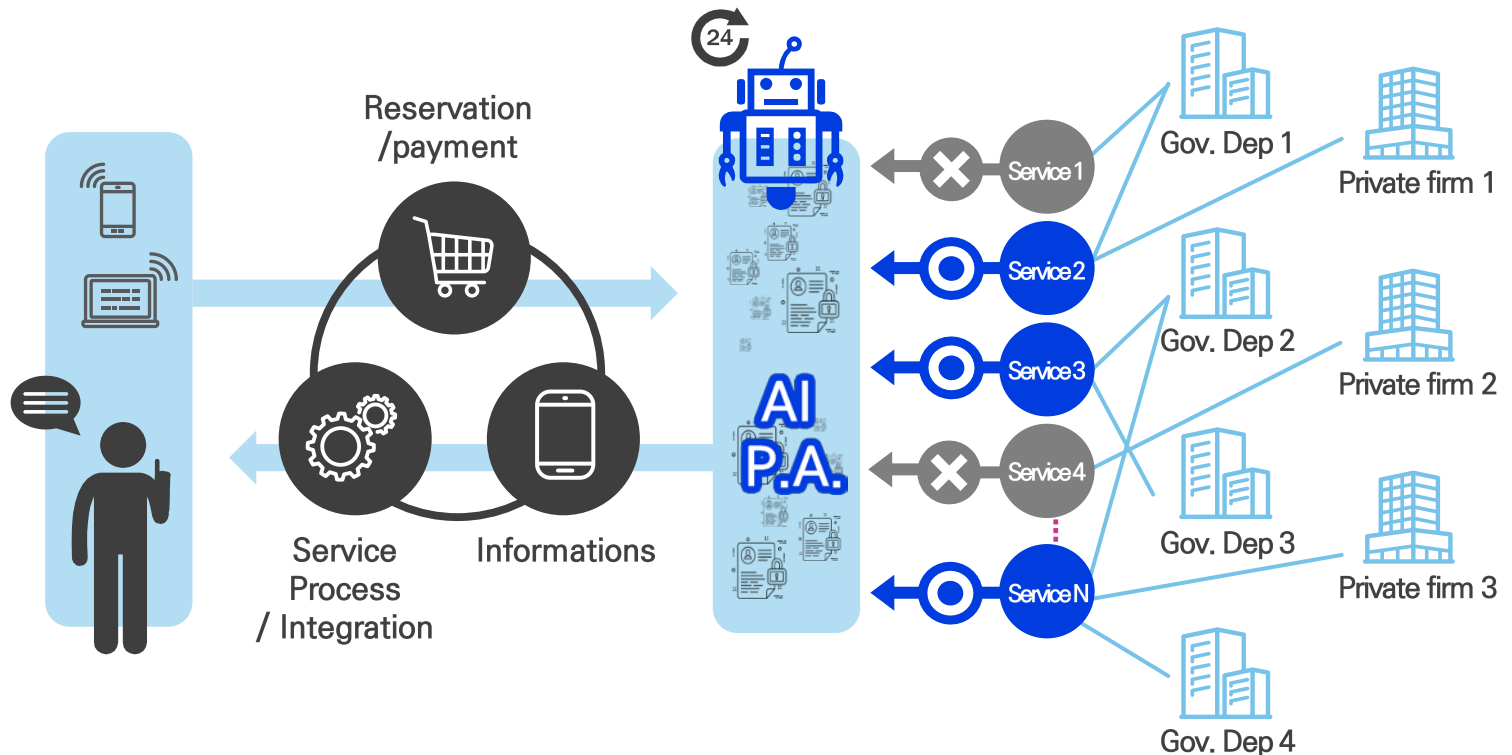 24
Reservation
/payment
Service
Process
/ Integration
Informations
AI
P.A.
Service 1
Service 2
Service 3
Service 4
Service N
Gov. Dep 1
Private firm 1
Gov. Dep 2
Private firm 2
Gov. Dep 3
Private firm 3
Gov. Dep 4